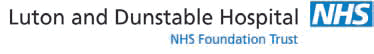 Luton and Dunstable Hospital NHS
NHS Foundation Trust